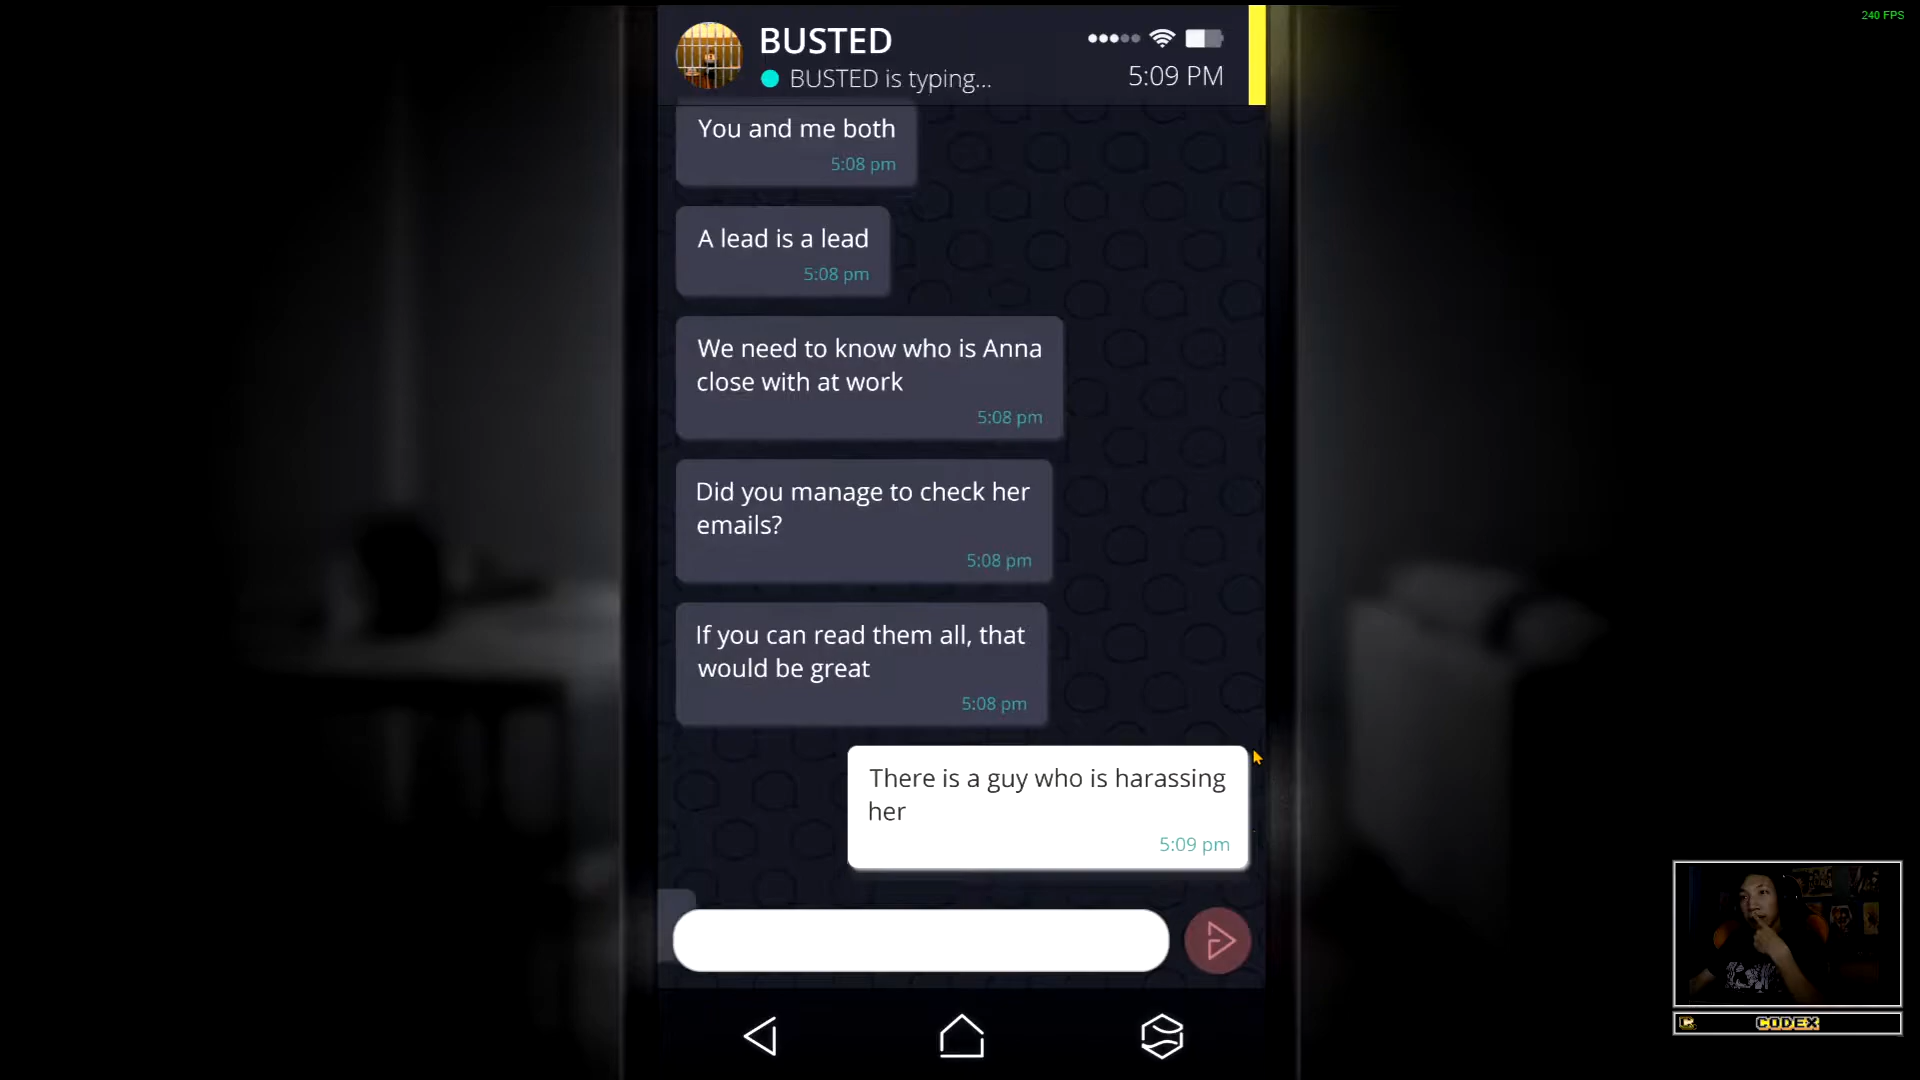 240 FPS
BUSTED
BUSTED is typing...
5:09 PM
You and me both
5:08 pm
A lead is a lead
5:08 pm
We need to know who is Anna
close with at work
5:08 pm
Did you manage to check her
emails?
5:08 pm
If you can read them all, that
would be great
5:08 pm
There is a guy who is harassing
her
5:09 pm
CODEX